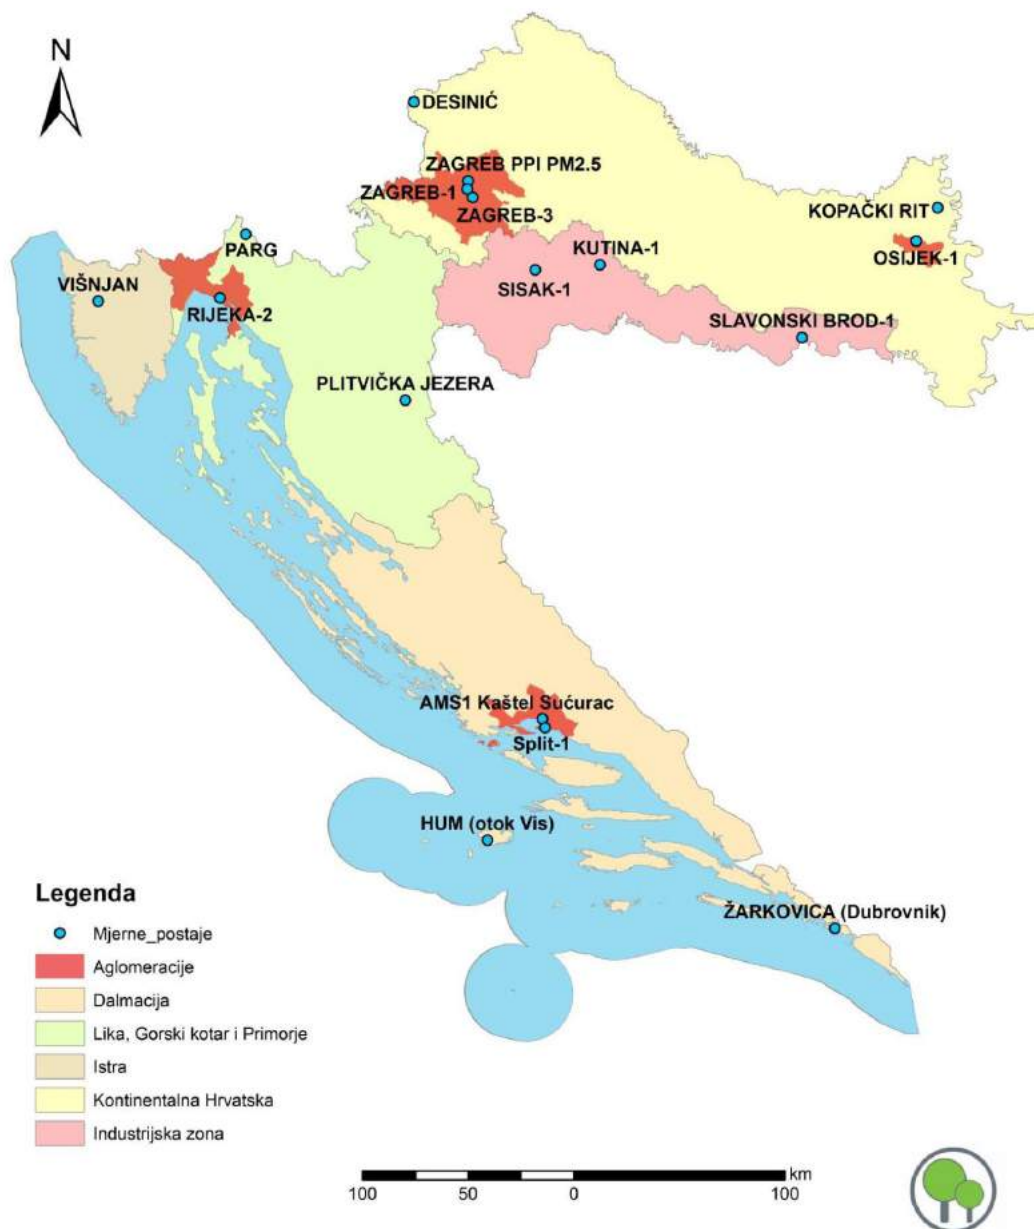 N
DESINIĆ
ZAGREB PPI PM2.5
ZAGREB-1
ZAGREB-3
KOPAČKI RIT
OSIJEK-1
PARG
KUTINA-1
SISAK-1
VIŠNJAN
RIJEKA-2
SLAVONSKI BROD-1
PLITVIČKA JEZERA
AMS1 Kaštel Sućurac
Split-1
HUM (otok Vis)
ŽARKOVICA (Dubrovnik)
Legenda
Mjerne_postaje
Aglomeracije
Dalmacija
Lika, Gorski kotar i Primorje
Istra
Kontinentalna Hrvatska
Industrijska zona
km
100 50 0 100